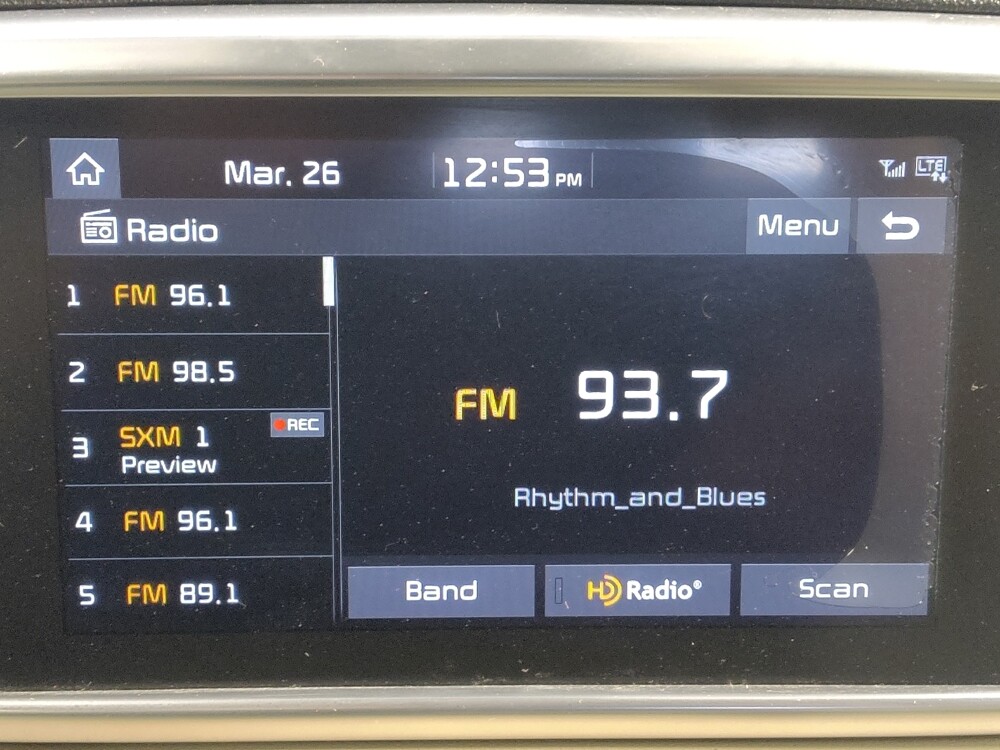 Mar. 26 12:53 PM LTE
Radio Menu
1 FM 96.1
2 FM 98.5
3 SXM 1 REC
Preview
4 FM 96.1
5 FM 89.1
FM 93.7
Rhythm_and_Blues
Band HD Radio® Scan